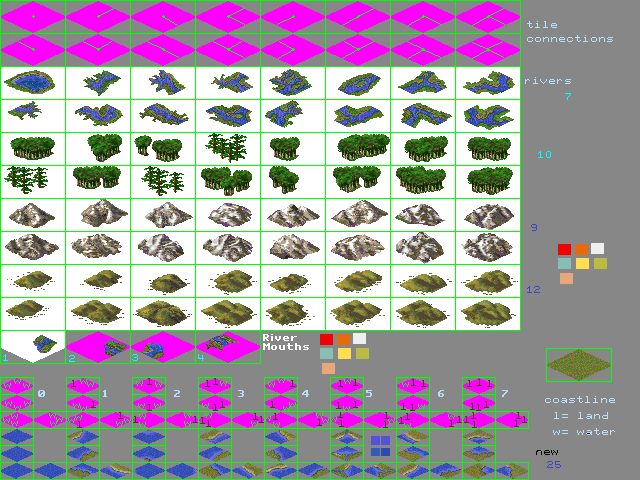 tile
connections
rivers
7
10
9
12
River
Mouths
1 2 3 4
0 1 2 3 4 5 6 7
coastline
l= land
w= water
new
25